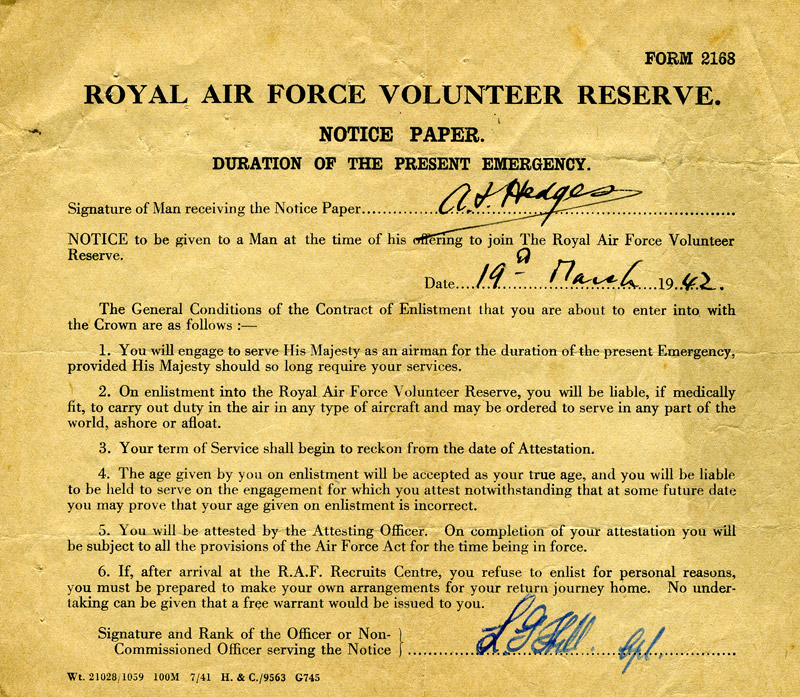 FORM 2168
ROYAL AIR FORCE VOLUNTEER RESERVE.
NOTICE PAPER.
DURATION OF THE PRESENT EMERGENCY.
Signature of Man receiving the Notice Paper.......... Hedges ..........
NOTICE to be given to a Man at the time of his offering to join The Royal Air Force Volunteer
Reserve.
Date.... 19th March ....19.42.
The General Conditions of the Contract of Enlistment that you are about to enter into with
the Crown are as follows :—
1. You will engage to serve His Majesty as an airman for the duration of the present Emergency,
provided His Majesty should so long require your services.
2. On enlistment into the Royal Air Force Volunteer Reserve, you will be liable, if medically
fit, to carry out duty in the air in any type of aircraft and may be ordered to serve in any part of the
world, ashore or afloat.
3. Your term of Service shall begin to reckon from the date of Attestation.
4. The age given by you on enlistment will be accepted as your true age, and you will be liable
to be held to serve on the engagement for which you attest notwithstanding that at some future date
you may prove that your age given on enlistment is incorrect.
5. You will be attested by the Attesting Officer. On completion of your attestation you will
be subject to all the provisions of the Air Force Act for the time being in force.
6. If, after arrival at the R.A.F. Recruits Centre, you refuse to enlist for personal reasons,
you must be prepared to make your own arrangements for your return journey home. No under-
taking can be given that a free warrant would be issued to you.
Signature and Rank of the Officer or Non-
Commissioned Officer serving the Notice } .......... Hill. Cpl. ..........
Wt. 21028/1059 100M 7/41 H. & C./9563 G745